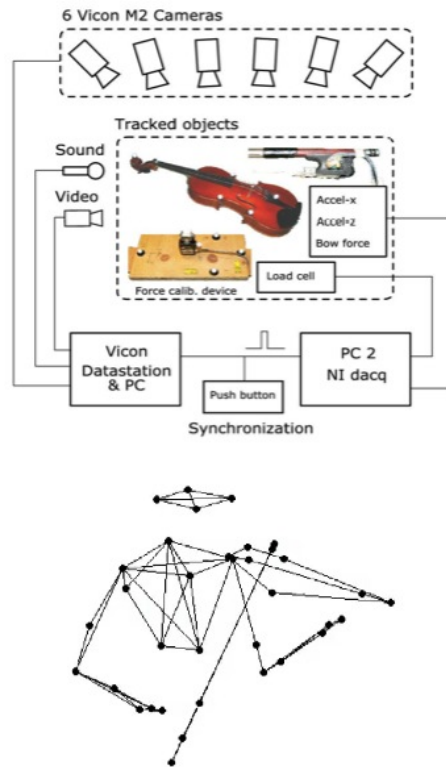 6 Vicon M2 Cameras
Tracked objects
Sound
Video
Accel-x
Accel-z
Bow force
Force calib. device
Load cell
Vicon
Datastation
& PC
PC 2
NI dacq
Push button
Synchronization